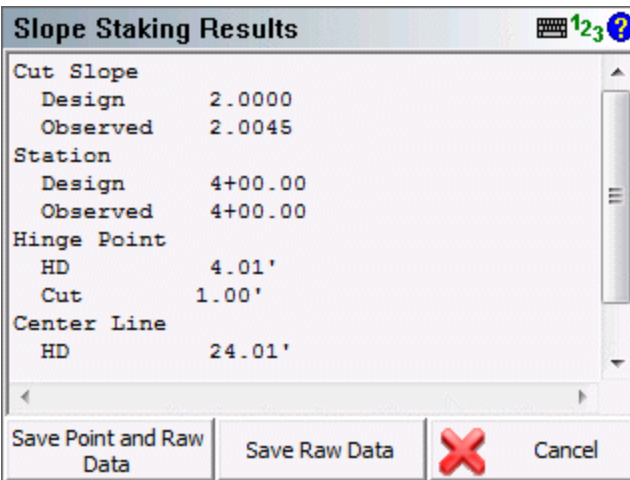 Slope Staking Results 123 ?
Cut Slope
Design 2.0000
Observed 2.0045
Station
Design 4+00.00
Observed 4+00.00
Hinge Point
HD 4.01'
Cut 1.00'
Center Line
HD 24.01'
Save Point and Raw
Data
Save Raw Data
Cancel